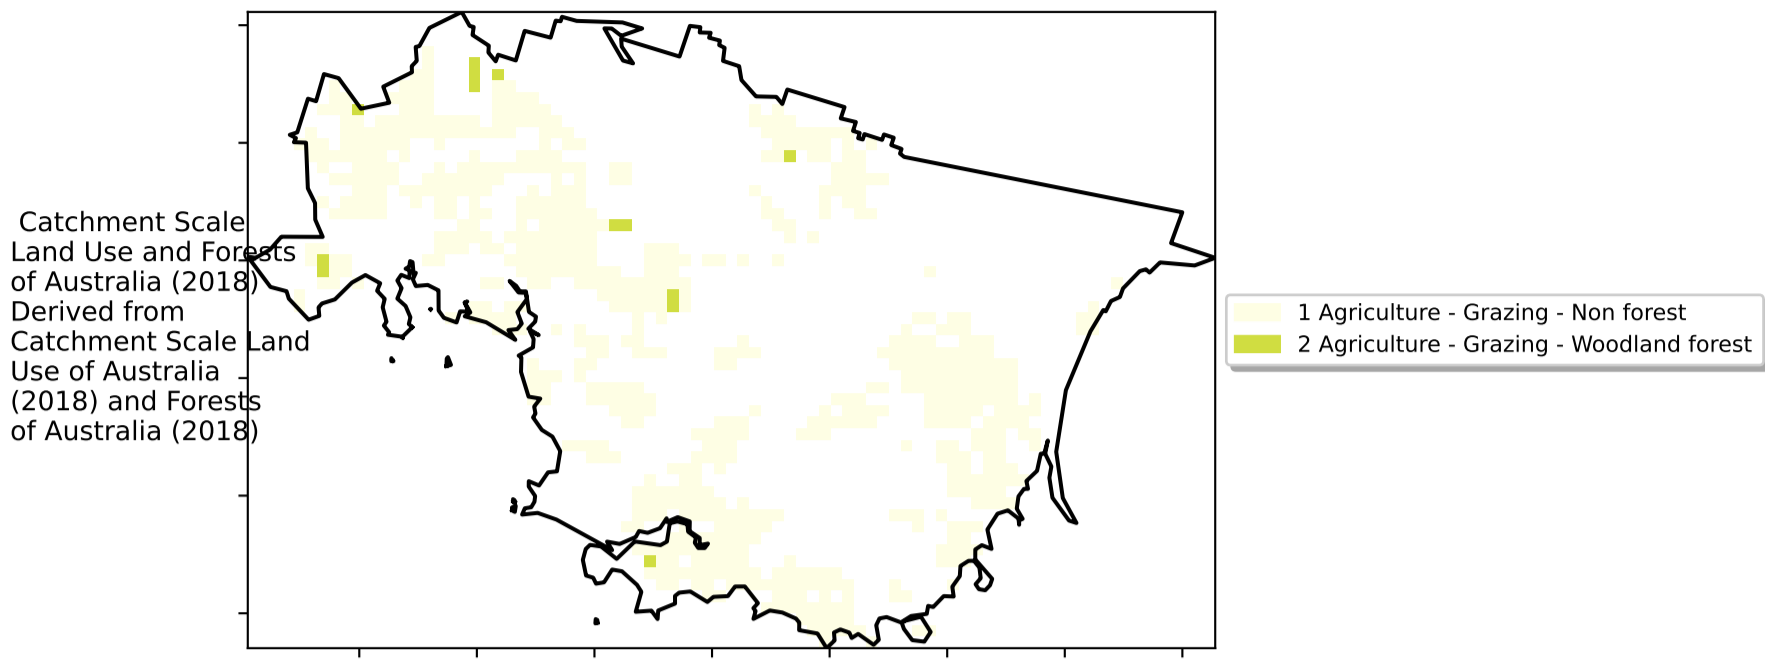 Catchment Scale
Land Use and Forests
of Australia (2018)
Derived from
Catchment Scale Land
Use of Australia
(2018) and Forests
of Australia (2018)
1 Agriculture - Grazing - Non forest
2 Agriculture - Grazing - Woodland forest